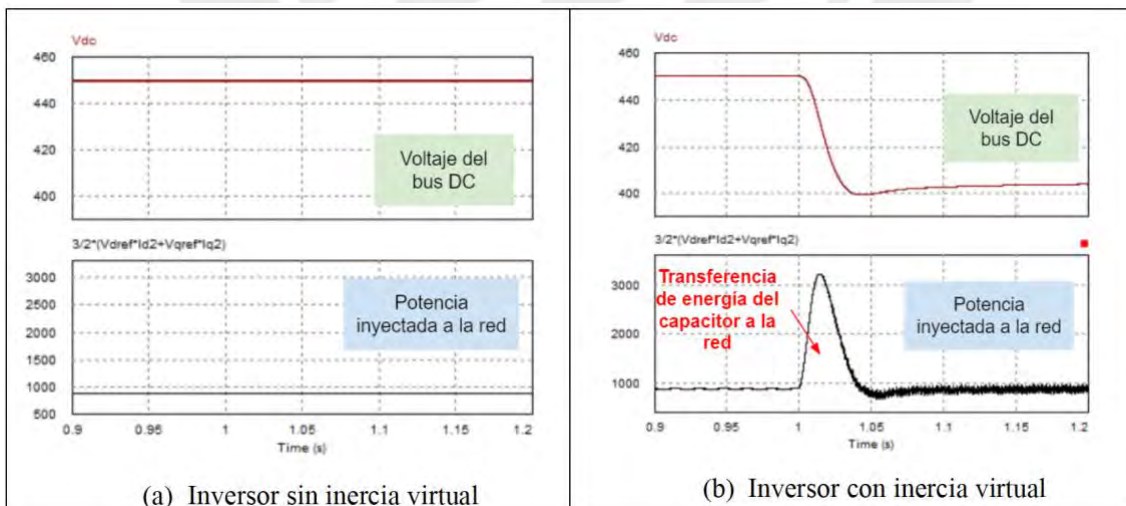 Vdc
460
440
420
400
Voltaje del
bus DC
3/2*(Vdref*Id2+Vqref*Iq2)
3000
2500
2000
1500
1000
500
Potencia
inyectada a la red
0.9 0.95 1 1.05 1.1 1.15 1.2
Time (s)
(a) Inversor sin inercia virtual
Vdc
460
440
420
400
Voltaje del
bus DC
3/2*(Vdref*Id2+Vqref*Iq2)
3000
2000
1000
Transferencia
de energía del
capacitor a la
red
Potencia
inyectada a la red
0.9 0.95 1 1.05 1.1 1.15 1.2
Time (s)
(b) Inversor con inercia virtual